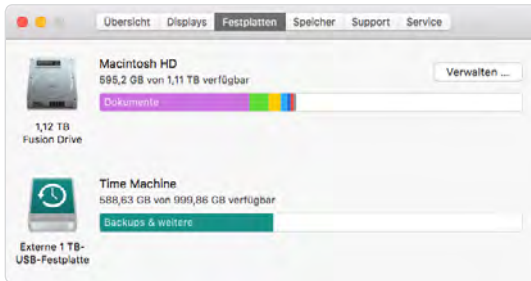 Übersicht Displays Festplatten Speicher Support Service
Macintosh HD
595,2 GB von 1,11 TB verfügbar
Verwalten ...
Dokumente
1,12 TB
Fusion Drive
Time Machine
588,63 GB von 999,86 GB verfügbar
Backups & weitere
Externe 1 TB-
USB-Festplatte